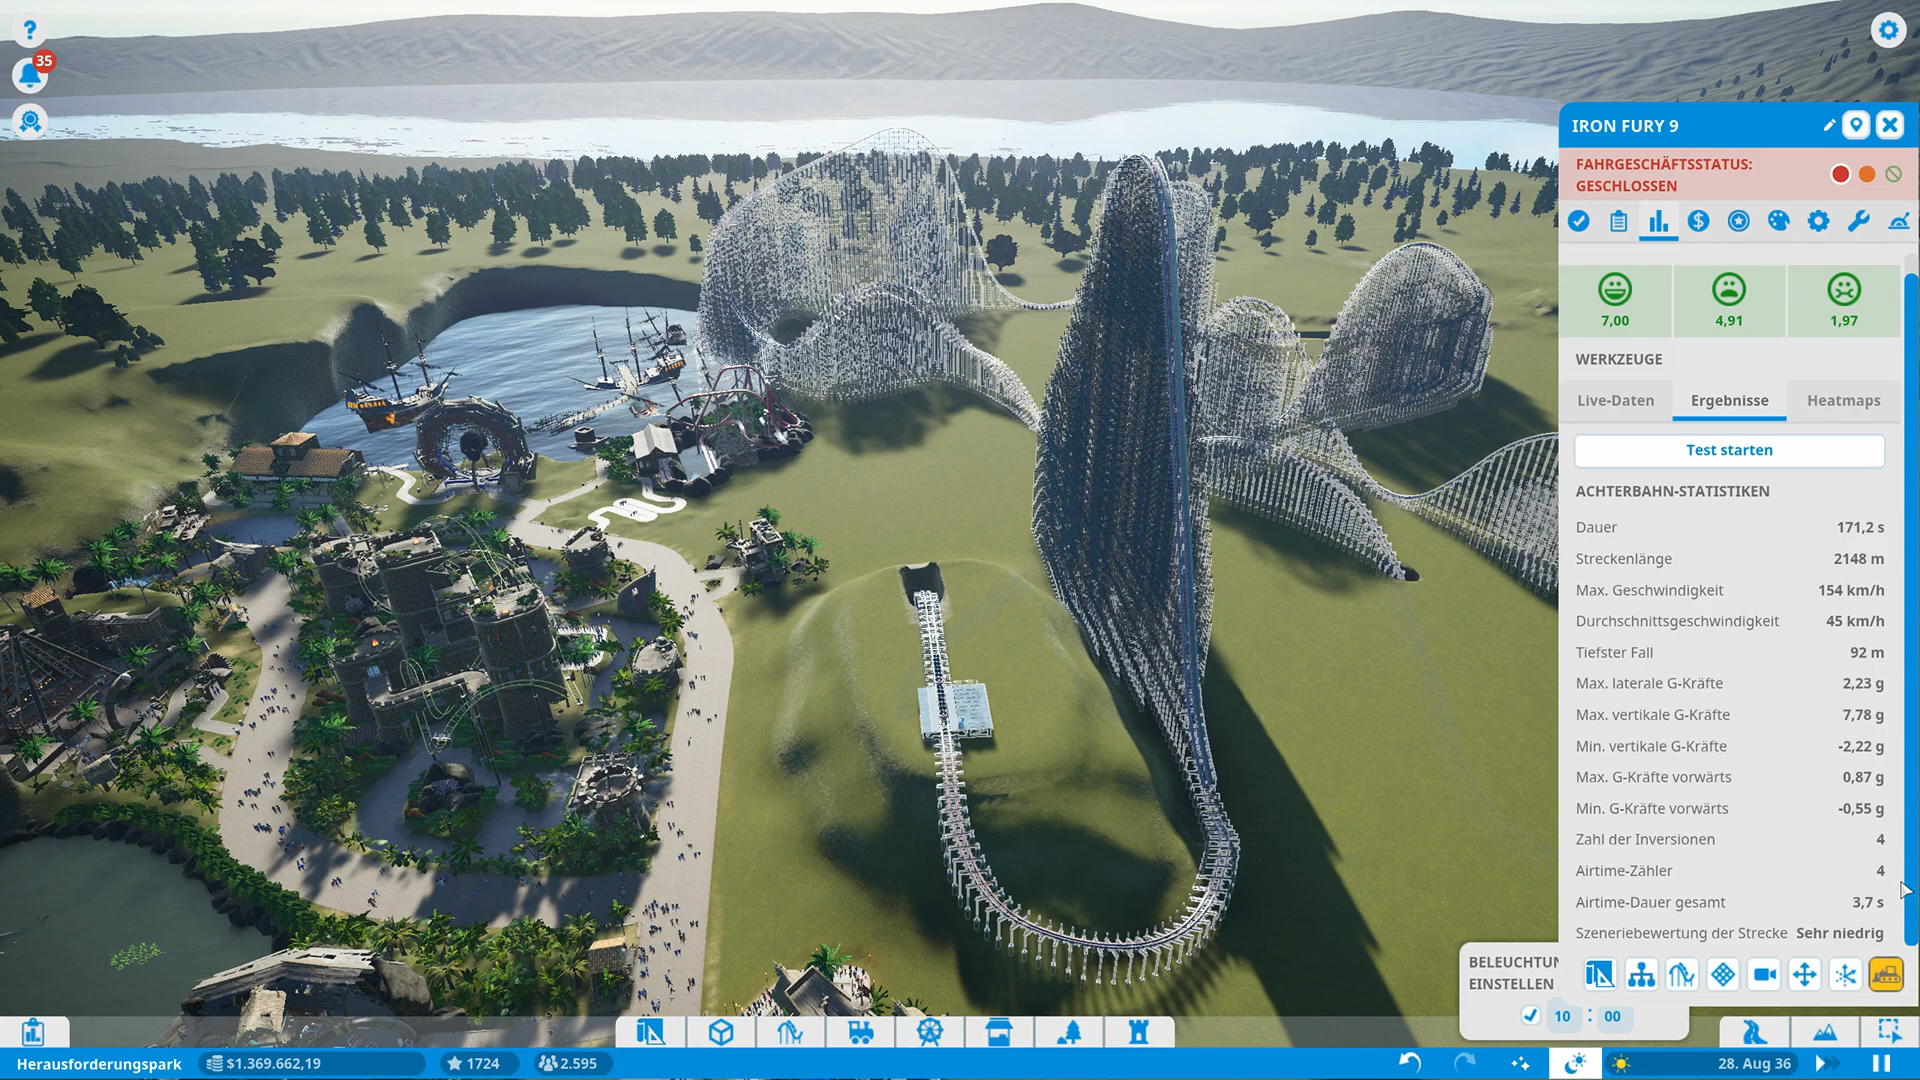 35
IRON FURY 9
FAHRGESCHÄFTSSTATUS:
GESCHLOSSEN
7,00 4,91 1,97
WERKZEUGE
Live-Daten Ergebnisse Heatmaps
Test starten
ACHTERBAHN-STATISTIKEN
Dauer 171,2 s
Streckenlänge 2148 m
Max. Geschwindigkeit 154 km/h
Durchschnittsgeschwindigkeit 45 km/h
Tiefster Fall 92 m
Max. laterale G-Kräfte 2,23 g
Max. vertikale G-Kräfte 7,78 g
Min. vertikale G-Kräfte -2,22 g
Max. G-Kräfte vorwärts 0,87 g
Min. G-Kräfte vorwärts -0,55 g
Zahl der Inversionen 4
Airtime-Zähler 4
Airtime-Dauer gesamt 3,7 s
Szeneriebewertung der Strecke Sehr niedrig
BELEUCHTUN
EINSTELLEN
10 : 00
Herausforderungspark $1.369.662,19 1724 2.595 28. Aug 36